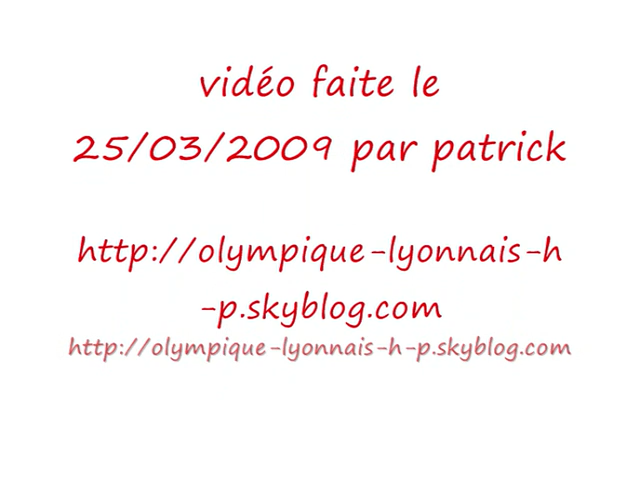 vidéo faite le
25/03/2009 par patrick
http://olympique-lyonnais-h
-p.skyblog.com
http://olympique-lyonnais-h-p.skyblog.com